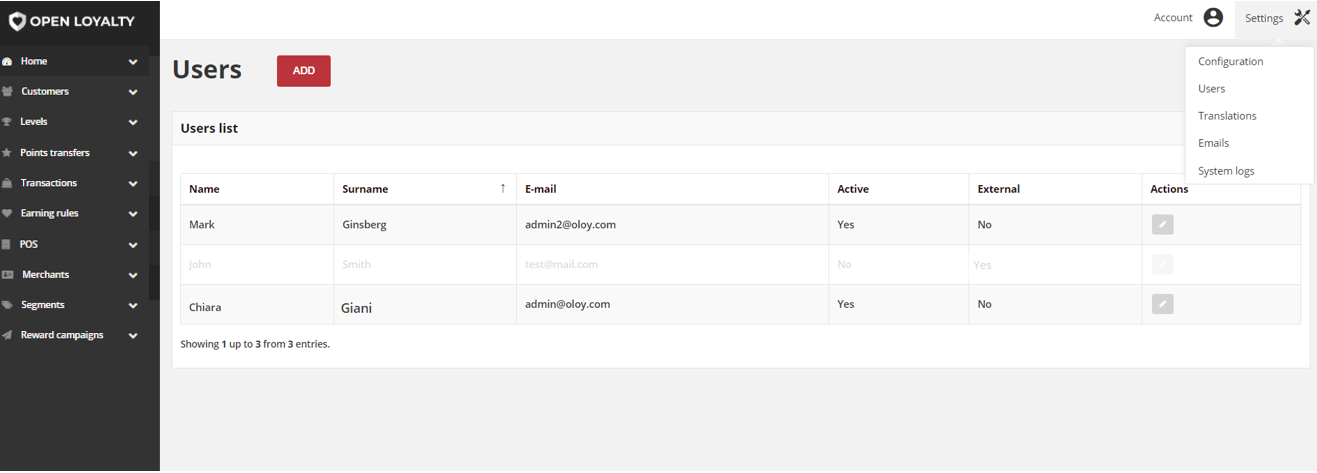 OPEN LOYALTY
Account
Settings
Home
Customers
Levels
Points transfers
Transactions
Earning rules
POS
Merchants
Segments
Reward campaigns
Configuration
Users
Translations
Emails
System logs
Users
ADD
Users list
Name Surname ↑ E-mail Active External Actions
Mark Ginsberg admin2@oloy.com Yes No
John Smith test@mail.com No Yes
Chiara Giani admin@oloy.com Yes No
Showing 1 up to 3 from 3 entries.